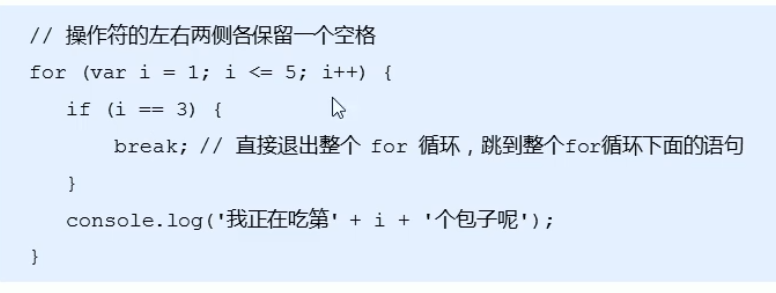 // 操作符的左右两侧各保留一个空格
for (var i = 1; i <= 5; i++) {
if (i == 3) {
break; // 直接退出整个 for 循环，跳到整个for循环下面的语句
}
console.log('我正在吃第' + i + '个包子呢');
}